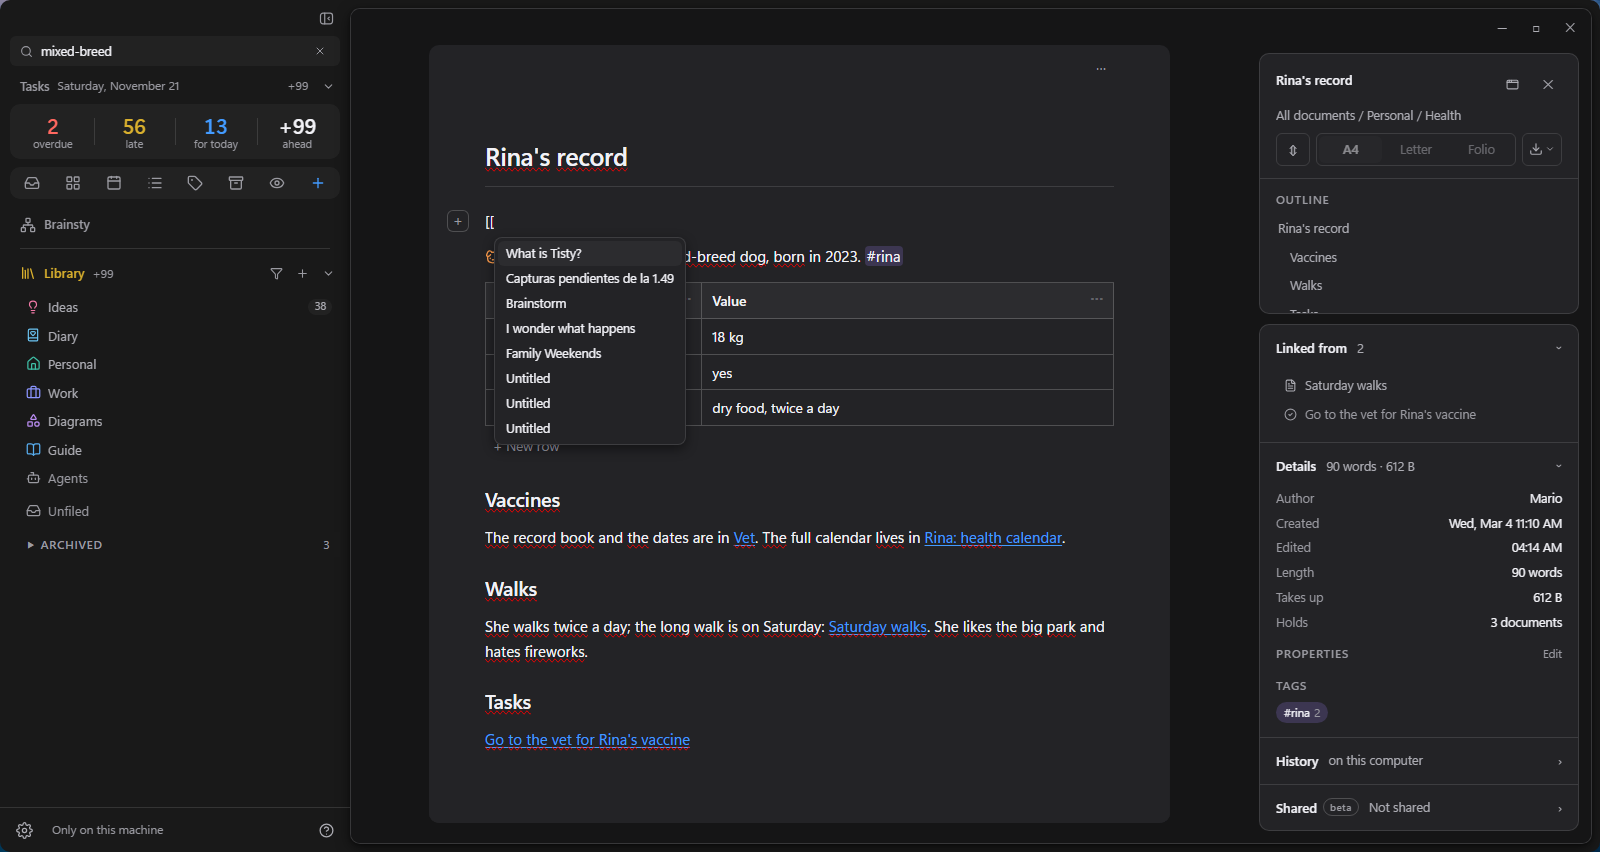 mixed-breed
Tasks Saturday, November 21 +99
2 56 13 +99
overdue late for today ahead
Brainsty
Library +99
Ideas 38
Diary
Personal
Work
Diagrams
Guide
Agents
Unfiled
ARCHIVED 3
Only on this machine
Rina's record
[[
What is Tisty?
Capturas pendientes de la 1.49
Brainstorm
I wonder what happens
Family Weekends
Untitled
Untitled
Untitled
d-breed dog, born in 2023. #rina
Value
18 kg
yes
dry food, twice a day
+ New row
Vaccines
The record book and the dates are in Vet. The full calendar lives in Rina: health calendar.
Walks
She walks twice a day; the long walk is on Saturday: Saturday walks. She likes the big park and
hates fireworks.
Tasks
Go to the vet for Rina's vaccine
Rina's record
All documents / Personal / Health
A4 Letter Folio
OUTLINE
Rina's record
Vaccines
Walks
Tasks
Linked from 2
Saturday walks
Go to the vet for Rina's vaccine
Details 90 words · 612 B
Author Mario
Created Wed, Mar 4 11:10 AM
Edited 04:14 AM
Length 90 words
Takes up 612 B
Holds 3 documents
PROPERTIES Edit
TAGS
#rina 2
History on this computer
Shared beta Not shared